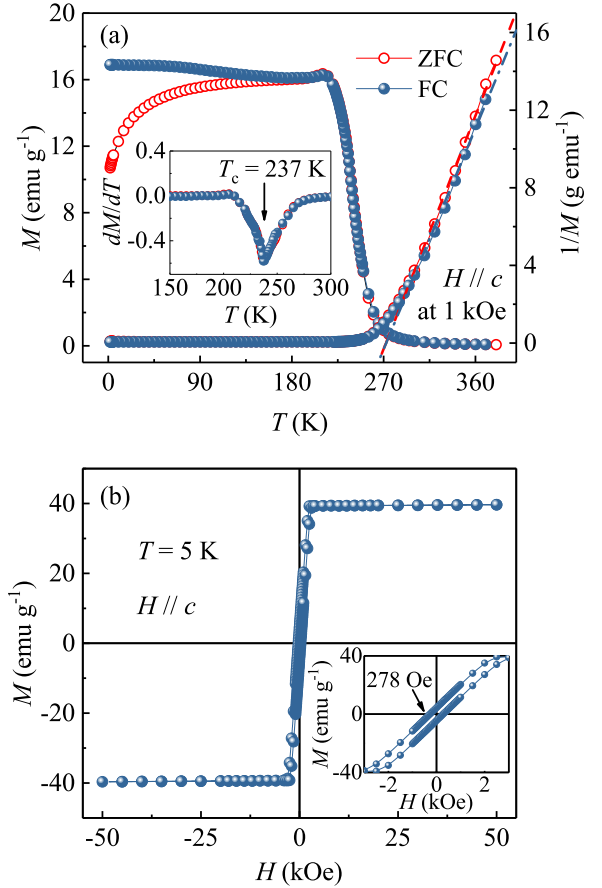 (a)
ZFC
FC
20
16
12
8
4
0
M (emu g⁻¹)
16
12
8
4
0
1/M (g emu⁻¹)
0.4
0.0
-0.4
dM/dT
T_c = 237 K
150 200 250 300
T (K)
H // c
at 1 kOe
0 90 180 270 360
T (K)
(b)
40
20
0
-20
-40
M (emu g⁻¹)
T = 5 K
H // c
40
0
-40
M (emu g⁻¹)
278 Oe
-2 0 2
H (kOe)
-50 -25 0 25 50
H (kOe)